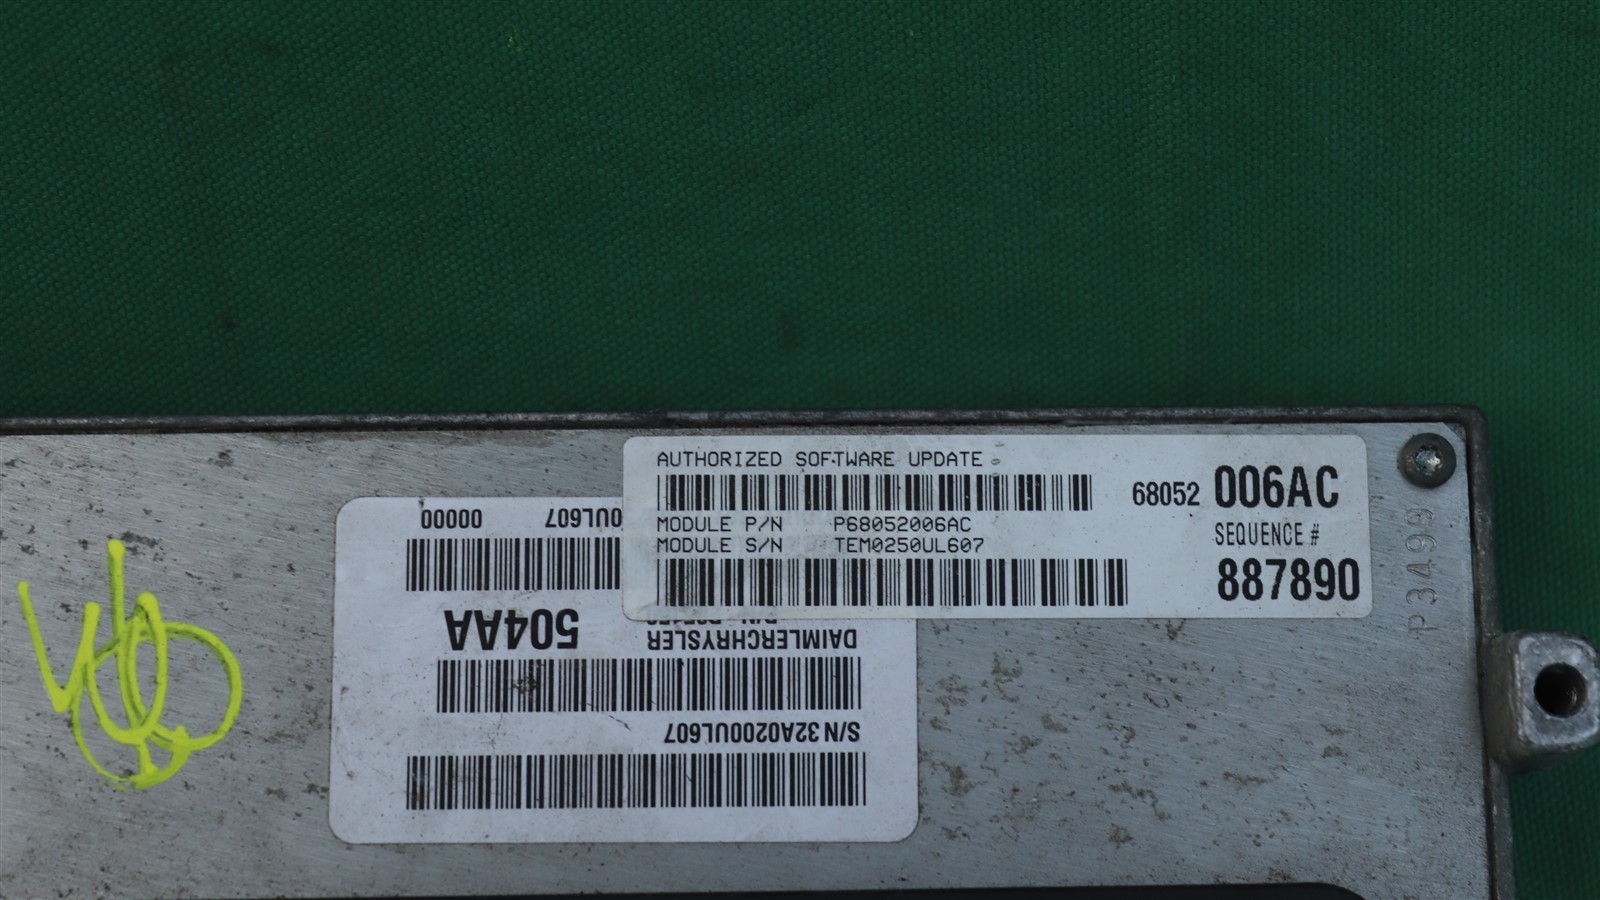 AUTHORIZED SOFTWARE UPDATE
68052 006AC
MODULE P/N P68052006AC
MODULE S/N TEM0250UL607
SEQUENCE #
887890
P3499
S/N 32A0200UL607
DAIMLERCHRYSLER
504AA
0UL607 00000